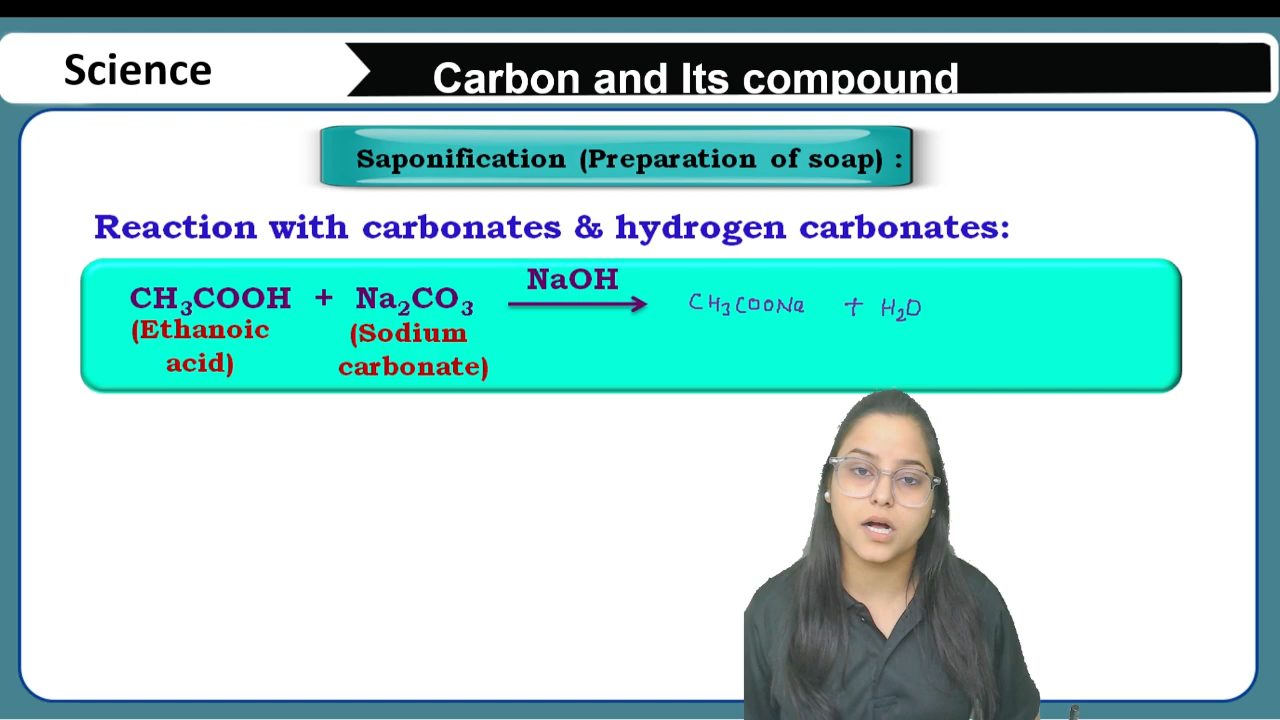 Science
Carbon and Its compound
Saponification (Preparation of soap) :
Reaction with carbonates & hydrogen carbonates:
NaOH
CH₃COOH + Na₂CO₃ CH₃COONa + H₂O
(Ethanoic acid) (Sodium carbonate)